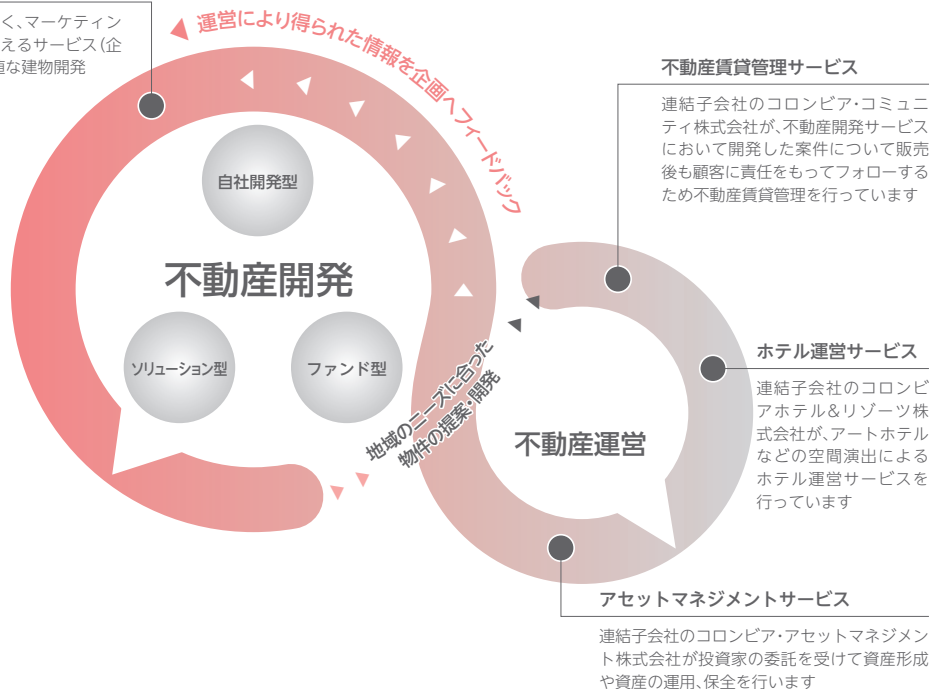 く、マーケティン
えるサービス（企
な建物開発
運営により得られた情報を企画へフィードバック
自社開発型
不動産開発
ソリューション型
ファンド型
地域のニーズに合った
物件の提案・開発
不動産運営
不動産賃貸管理サービス
連結子会社のコロンビア・コミュニ
ティ株式会社が、不動産開発サービス
において開発した案件について販売
後も顧客に責任をもってフォローする
ため不動産賃貸管理を行っています
ホテル運営サービス
連結子会社のコロンビ
アホテル&リゾーツ株
式会社が、アートホテル
などの空間演出による
ホテル運営サービスを
行っています
アセットマネジメントサービス
連結子会社のコロンビア・アセットマネジメン
ト株式会社が投資家の委託を受けて資産形成
や資産の運用、保全を行います